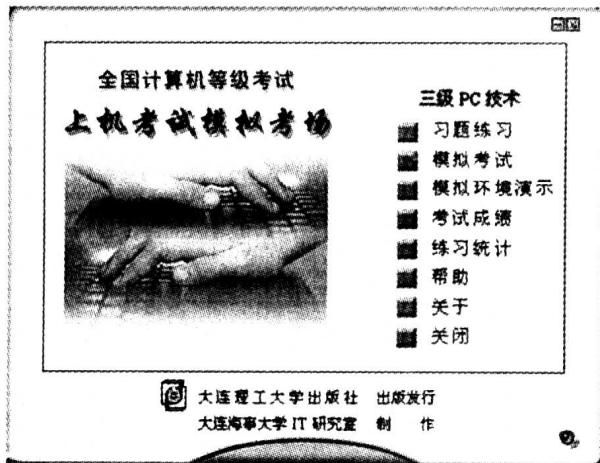 全国计算机等级考试
上机考试模拟考场
三级 PC 技术
习题练习
模拟考试
模拟环境演示
考试成绩
练习统计
帮助
关于
关闭
大连理工大学出版社 出版发行
大连海事大学 IT 研究室 制 作